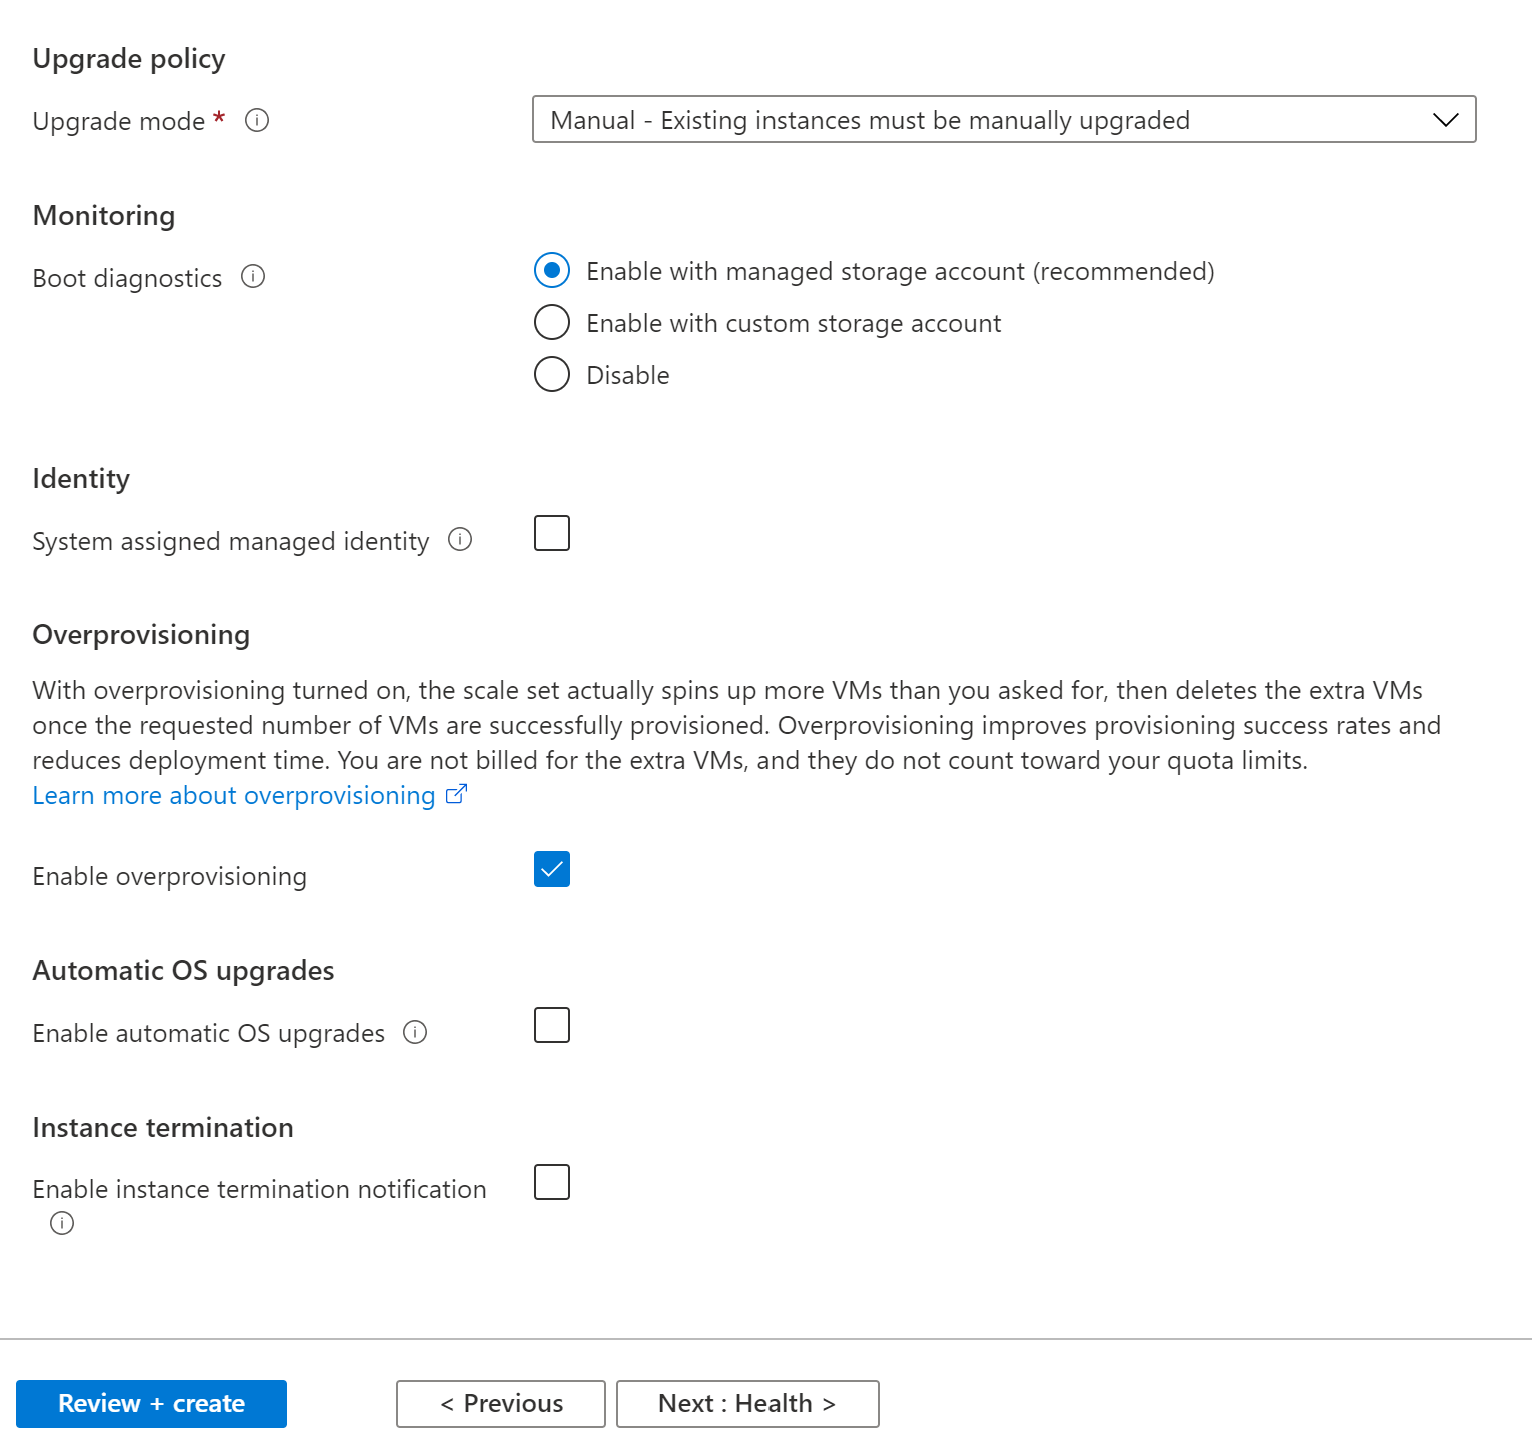 Upgrade policy
Upgrade mode *
Manual - Existing instances must be manually upgraded
Monitoring
Boot diagnostics
Enable with managed storage account (recommended)
Enable with custom storage account
Disable
Identity
System assigned managed identity
Overprovisioning
With overprovisioning turned on, the scale set actually spins up more VMs than you asked for, then deletes the extra VMs
once the requested number of VMs are successfully provisioned. Overprovisioning improves provisioning success rates and
reduces deployment time. You are not billed for the extra VMs, and they do not count toward your quota limits.
Learn more about overprovisioning
Enable overprovisioning
Automatic OS upgrades
Enable automatic OS upgrades
Instance termination
Enable instance termination notification
Review + create
< Previous
Next : Health >